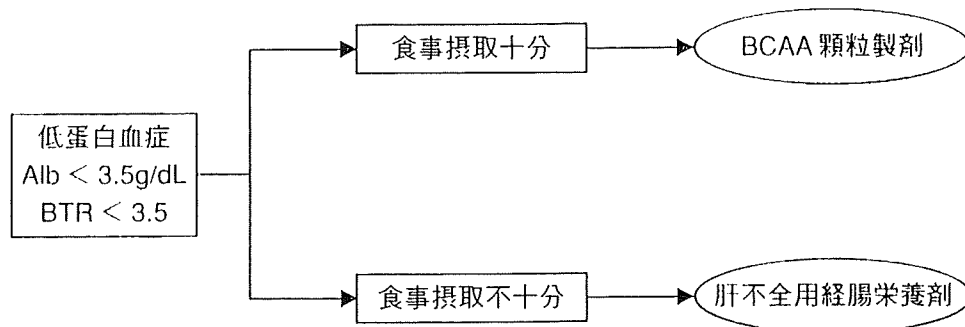 食事摂取十分
BCAA 顆粒製剤
低蛋白血症
Alb < 3.5g/dL
BTR < 3.5
食事摂取不十分
肝不全用経腸栄養剤